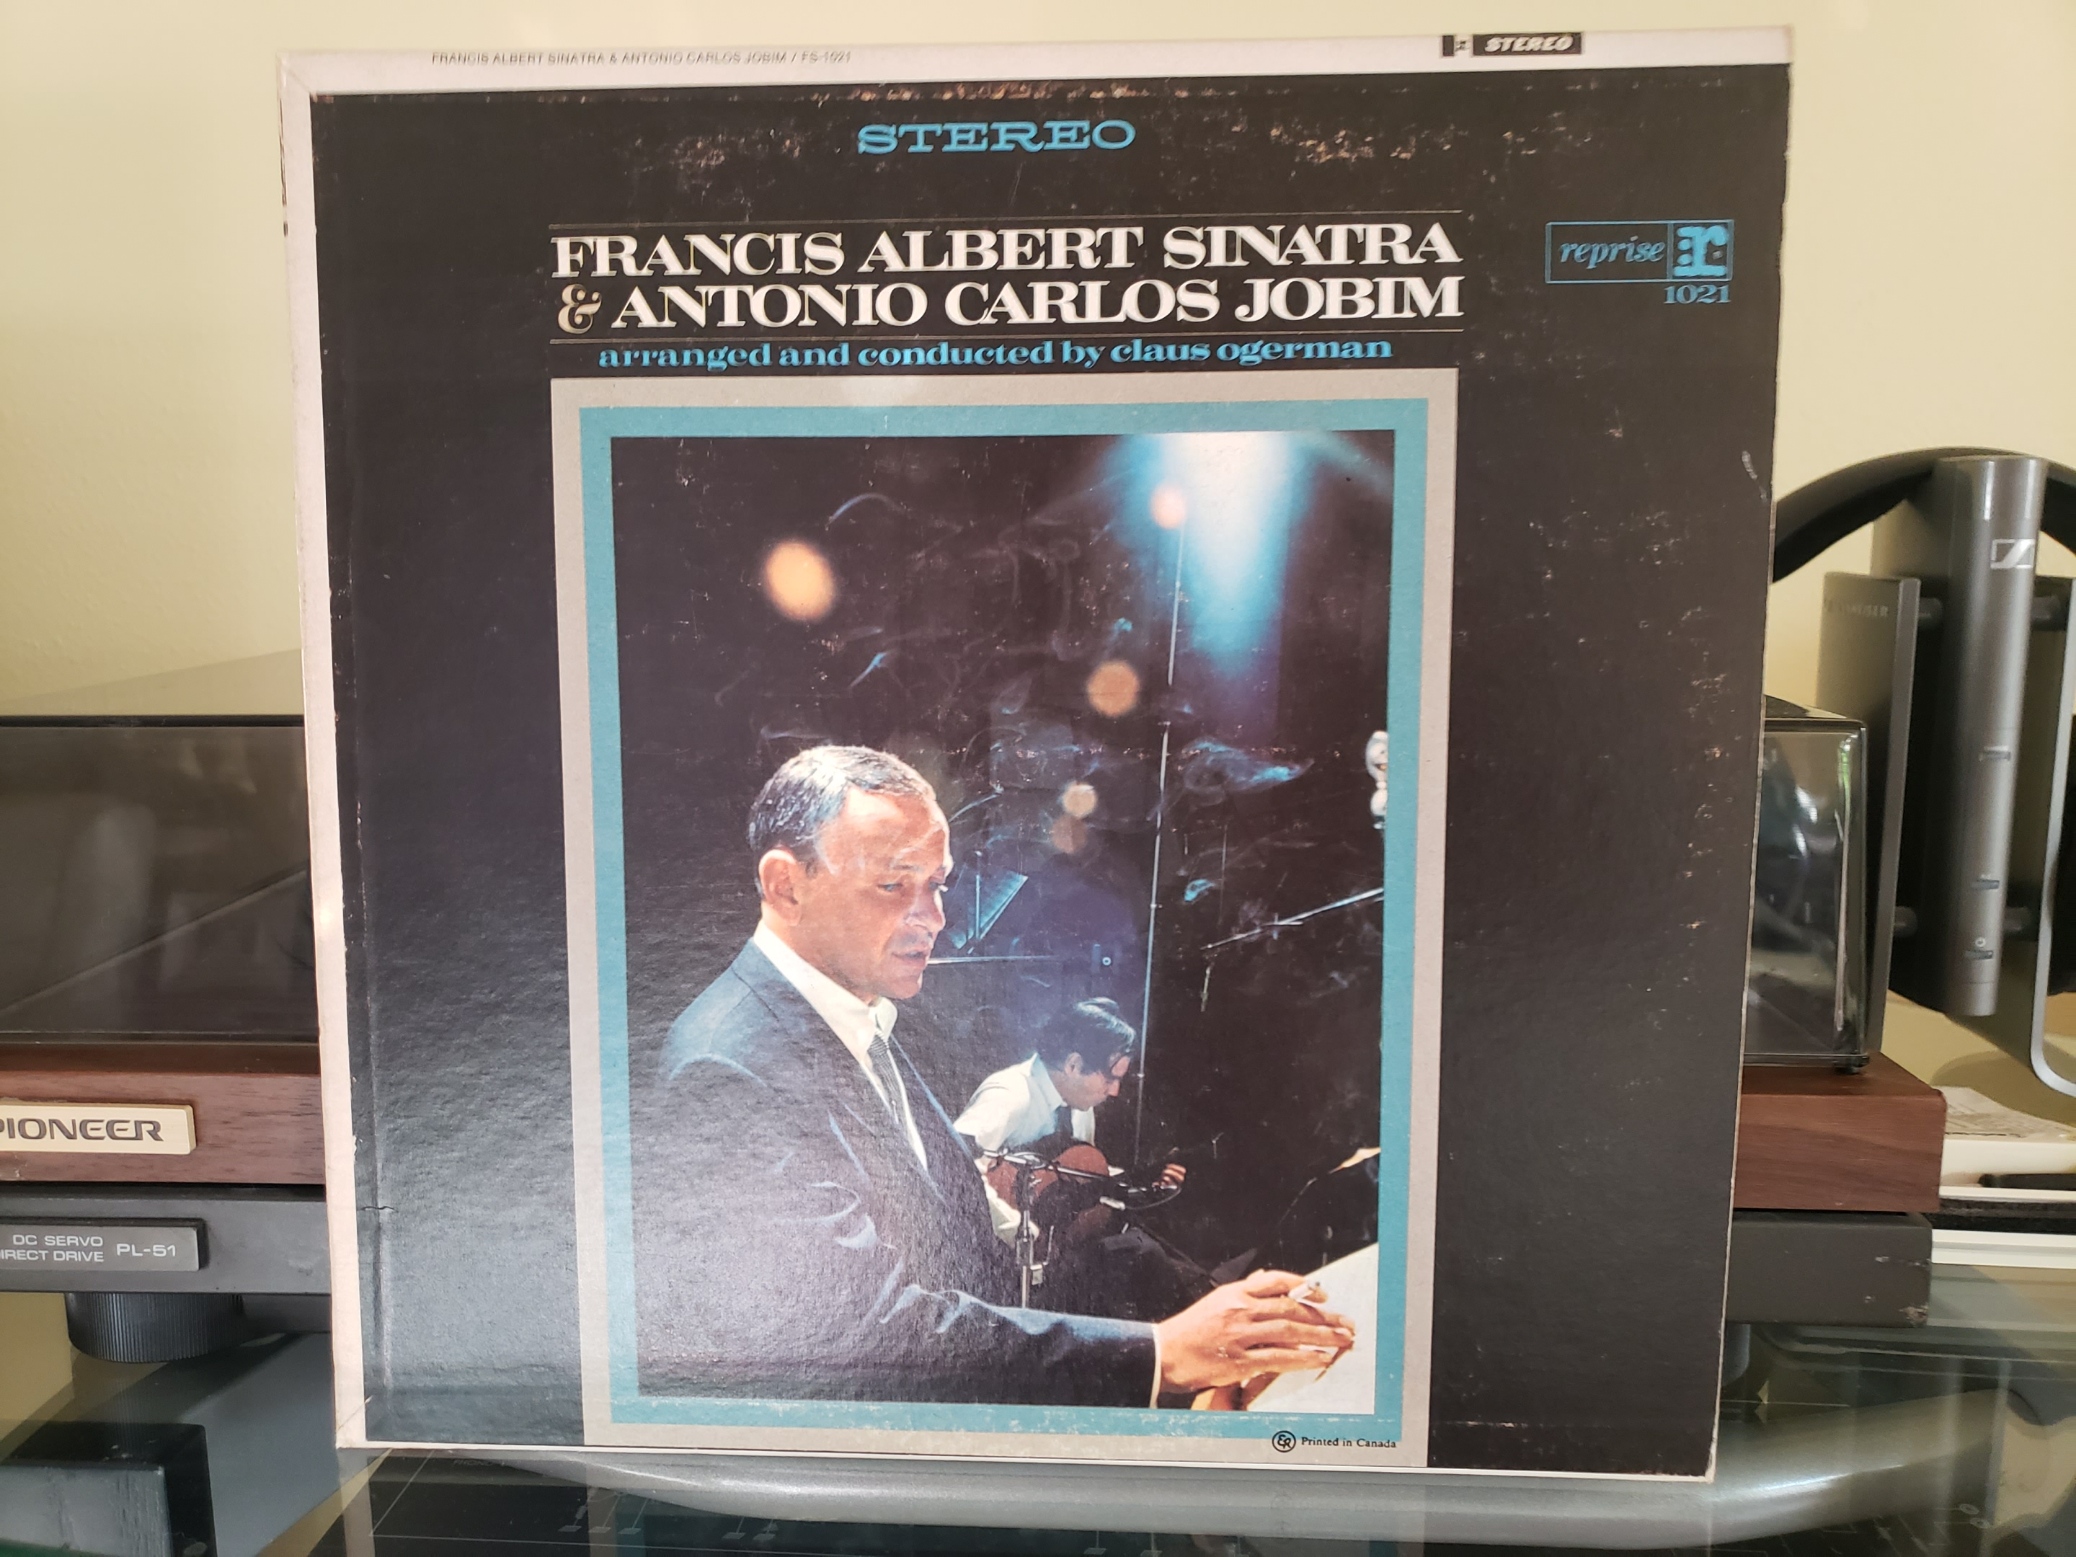 FRANCIS ALBERT SINATRA & ANTONIO CARLOS JOBIM / FS-1021
STEREO
STEREO
FRANCIS ALBERT SINATRA
& ANTONIO CARLOS JOBIM
reprise r:
1021
arranged and conducted by claus ogerman
PIONEER
DC SERVO
DIRECT DRIVE PL-51
Printed in Canada